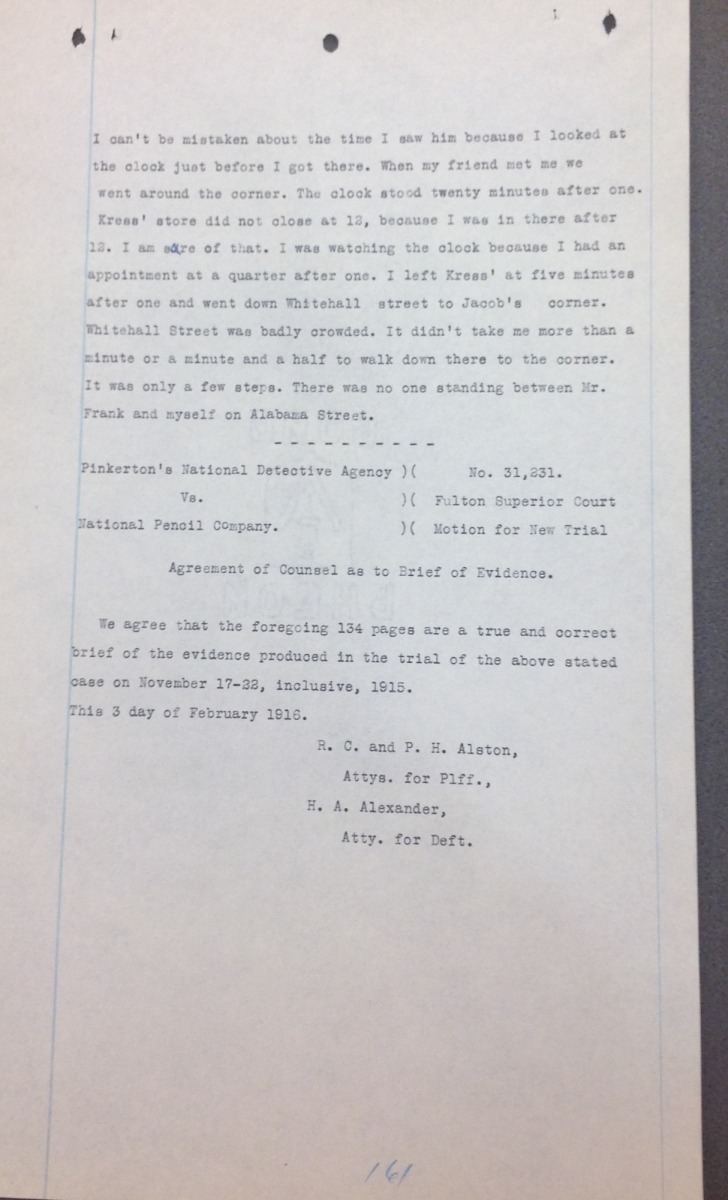 I can't be mistaken about the time I saw him because I looked at
the clock just before I got there. When my friend met me we
went around the corner. The clock stood twenty minutes after one.
Kress' store did not close at 12, because I was in there after
12. I am sure of that. I was watching the clock because I had an
appointment at a quarter after one. I left Kress' at five minutes
after one and went down Whitehall street to Jacob's corner.
Whitehall Street was badly crowded. It didn't take me more than a
minute or a minute and a half to walk down there to the corner.
It was only a few steps. There was no one standing between Mr.
Frank and myself on Alabama Street.
- - - - - - - - - -
Pinkerton's National Detective Agency )( No. 31,231.
Vs. )( Fulton Superior Court
National Pencil Company. )( Motion for New Trial
Agreement of Counsel as to Brief of Evidence.
We agree that the foregoing 134 pages are a true and correct
brief of the evidence produced in the trial of the above stated
case on November 17-22, inclusive, 1915.
This 3 day of February 1916.
R. C. and P. H. Alston,
Attys. for Plff.,
H. A. Alexander,
Atty. for Deft.
161